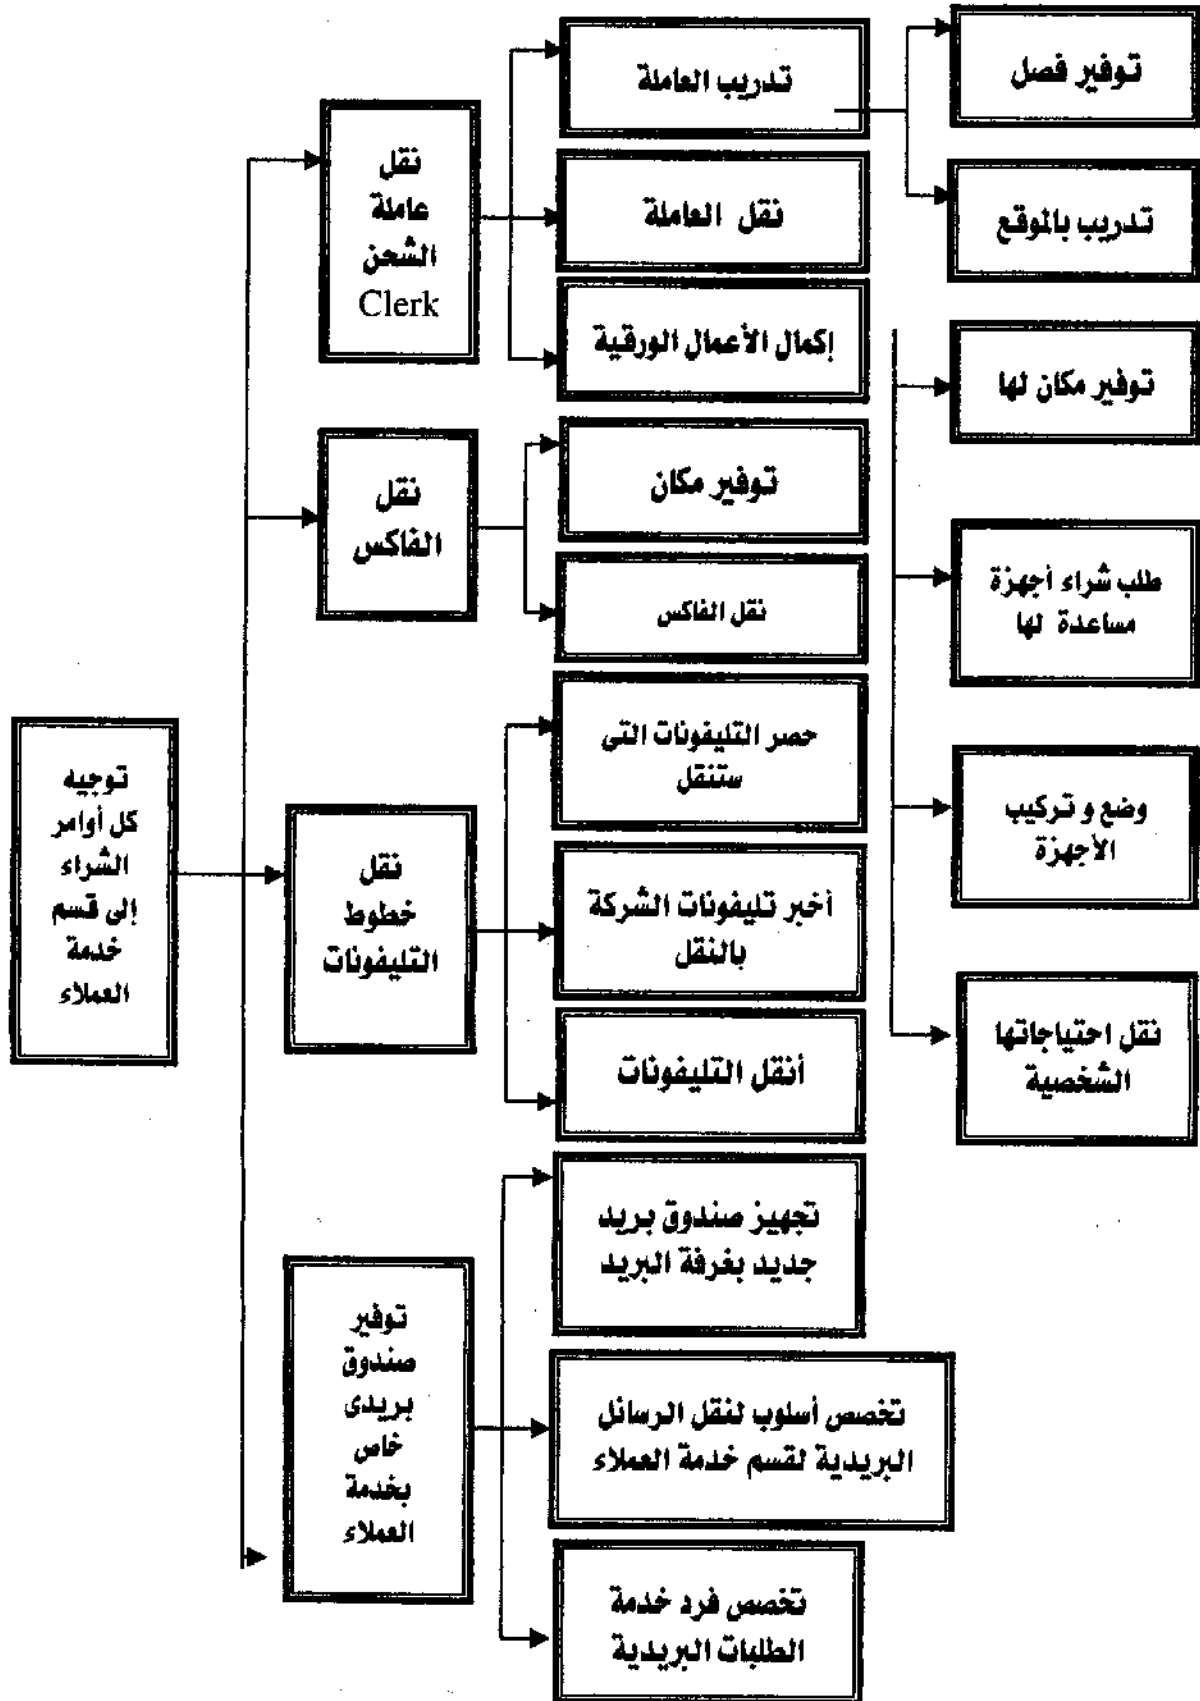 توجيه
كل أوامر
الشراء
إلى قسم
خدمة
العملاء
نقل
عاملة
الشحن
Clerk
نقل
الفاكس
نقل
خطوط
التليفونات
توفير
صندوق
بريدى
خاص
بخدمة
العملاء
تدريب العاملة
نقل العاملة
إكمال الأعمال الورقية
توفير مكان
نقل الفاكس
حصر التليفونات التى
ستنقل
أخبر تليفونات الشركة
بالنقل
أنقل التليفونات
تجهيز صندوق بريد
جديد بغرفة البريد
تخصص أسلوب لنقل الرسائل
البريدية لقسم خدمة العملاء
تخصص فرد خدمة
الطلبات البريدية
توفير فصل
تدريب بالموقع
توفير مكان لها
طلب شراء أجهزة
مساعدة لها
وضع و تركيب
الأجهزة
نقل احتياجاتها
الشخصية